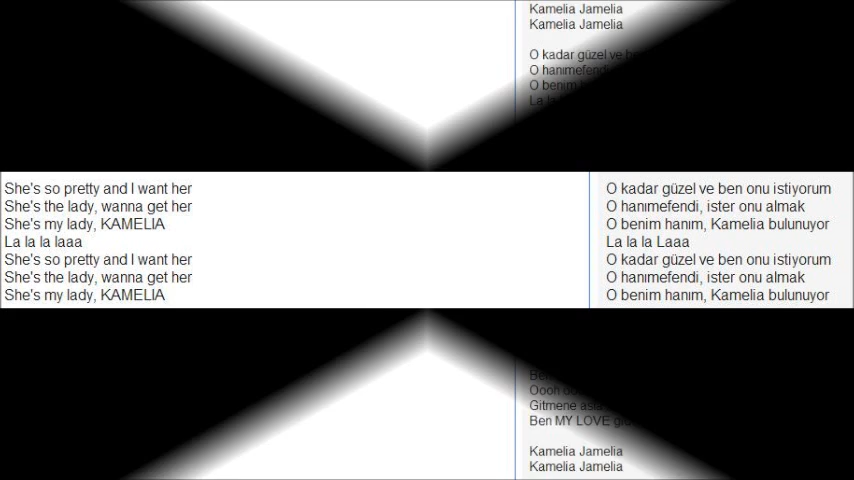 Kamelia Jamelia
Kamelia Jamelia
O kadar güzel ve
O hanımefendi
O benim
La la
She's so pretty and I want her
She's the lady, wanna get her
She's my lady, KAMELIA
La la la laaa
She's so pretty and I want her
She's the lady, wanna get her
She's my lady, KAMELIA
O kadar güzel ve ben onu istiyorum
O hanımefendi, ister onu almak
O benim hanım, Kamelia bulunuyor
La la la Laaa
O kadar güzel ve ben onu istiyorum
O hanımefendi, ister onu almak
O benim hanım, Kamelia bulunuyor
Oooh
Gitmene asla
Ben MY LOVE
Kamelia Jamelia
Kamelia Jamelia